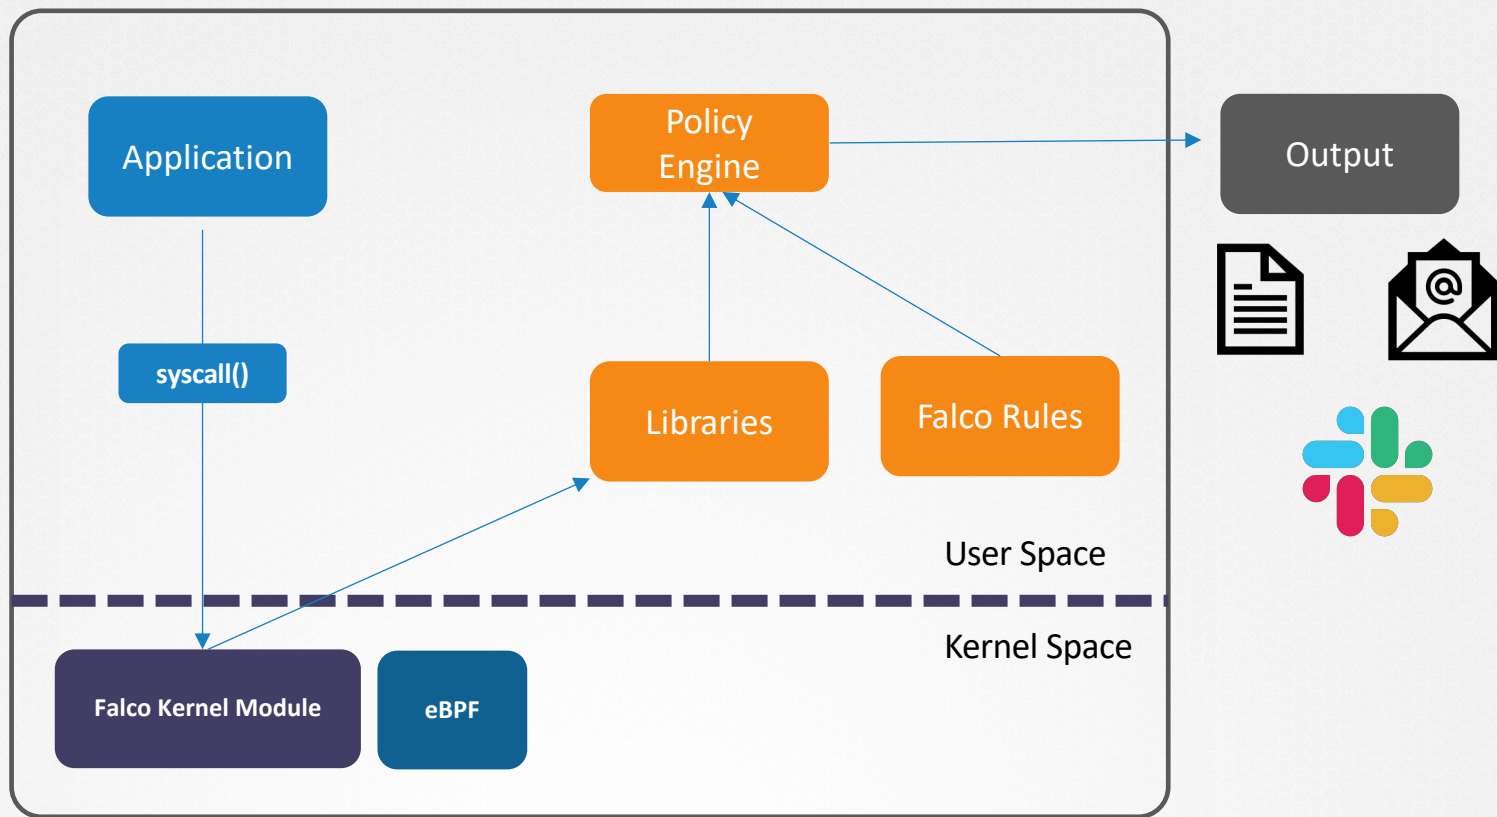 Application
Policy
Engine
Output
@
syscall()
Libraries
Falco Rules
User Space
Kernel Space
Falco Kernel Module
eBPF